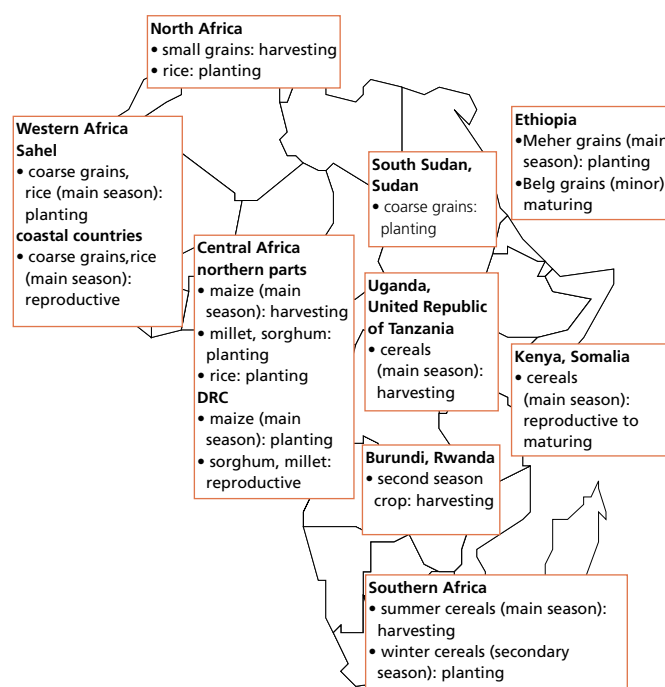 North Africa
• small grains: harvesting
• rice: planting
Western Africa
Sahel
• coarse grains,
rice (main season):
planting
coastal countries
• coarse grains,rice
(main season):
reproductive
Central Africa
northern parts
• maize (main
season): harvesting
• millet, sorghum:
planting
• rice: planting
DRC
• maize (main
season): planting
• sorghum, millet:
reproductive
South Sudan,
Sudan
• coarse grains:
planting
Ethiopia
•Meher grains (main
season): planting
•Belg grains (minor)
maturing
Uganda,
United Republic
of Tanzania
• cereals
(main season):
harvesting
Kenya, Somalia
• cereals
(main season):
reproductive to
maturing
Burundi, Rwanda
• second season
crop: harvesting
Southern Africa
• summer cereals (main season):
harvesting
• winter cereals (secondary
season): planting